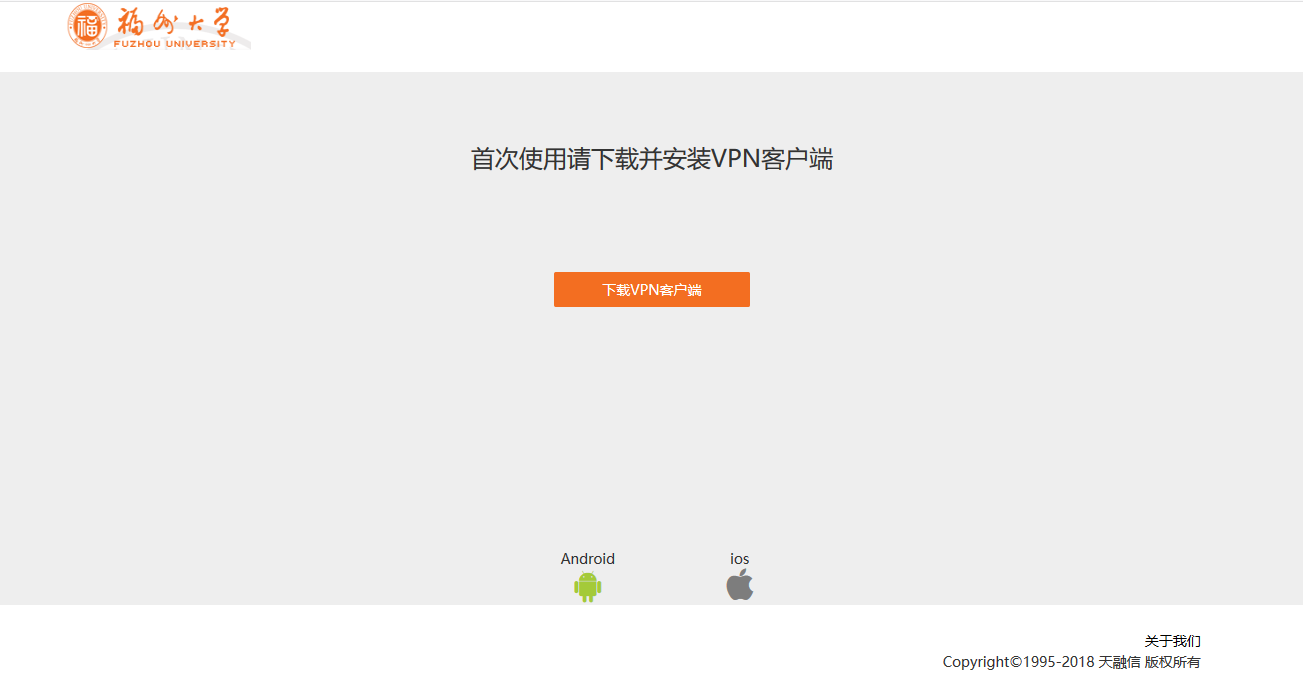 福州大学
FUZHOU UNIVERSITY
首次使用请下载并安装VPN客户端
下载VPN客户端
Android
ios
关于我们
Copyright©1995-2018 天融信 版权所有